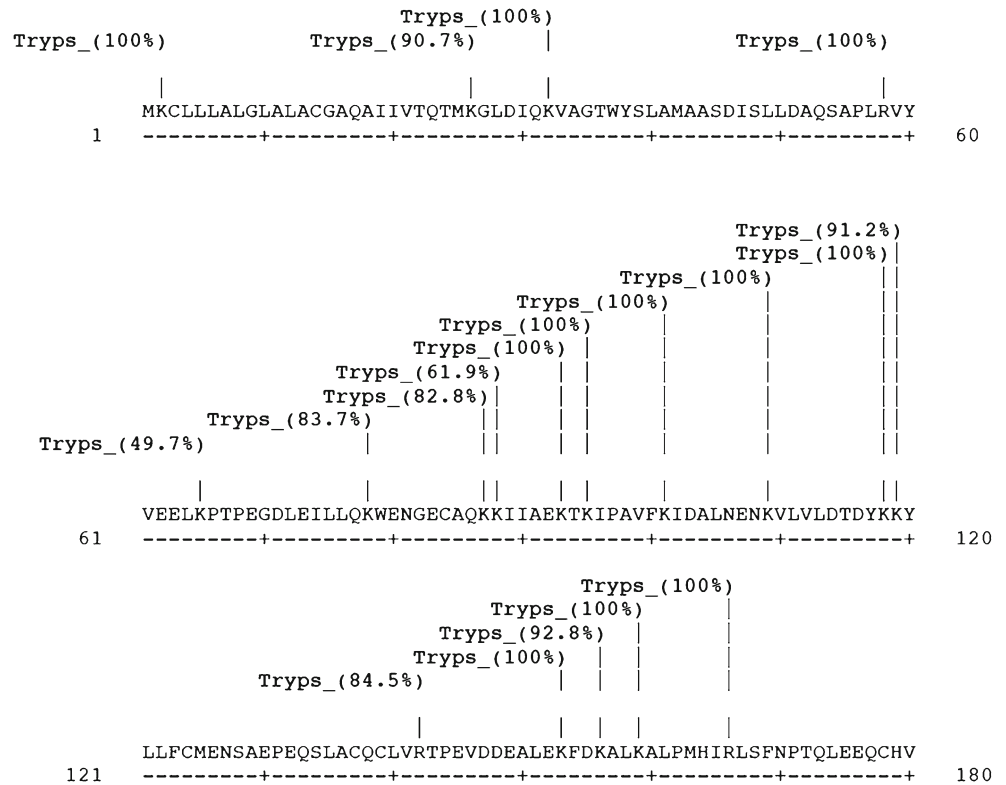 Tryps_(100%)
Tryps_(100%) Tryps_(90.7%) Tryps_(100%)
MKCLLLALGLALACGAQAIIVTQTMKGLDIQKVAGTWYSLAMAASDISLLDAQSAPLRVY
1 ---------+---------+---------+---------+---------+---------+ 60
Tryps_(91.2%)
Tryps_(100%)
Tryps_(100%)
Tryps_(100%)
Tryps_(100%)
Tryps_(100%)
Tryps_(61.9%)
Tryps_(82.8%)
Tryps_(83.7%)
Tryps_(49.7%)
VEELKPTPEGDLEILLQKWENGECAQKKIIAEKTKIPAVFKIDALNENKVLVLDTDYKKY
61 ---------+---------+---------+---------+---------+---------+ 120
Tryps_(100%)
Tryps_(100%)
Tryps_(92.8%)
Tryps_(100%)
Tryps_(84.5%)
LLFCMENSAEPEQSLACQCLVRTPEVDDEALEKFDKALKALPMHIRLSFNPTQLEEQCHV
121 ---------+---------+---------+---------+---------+---------+ 180